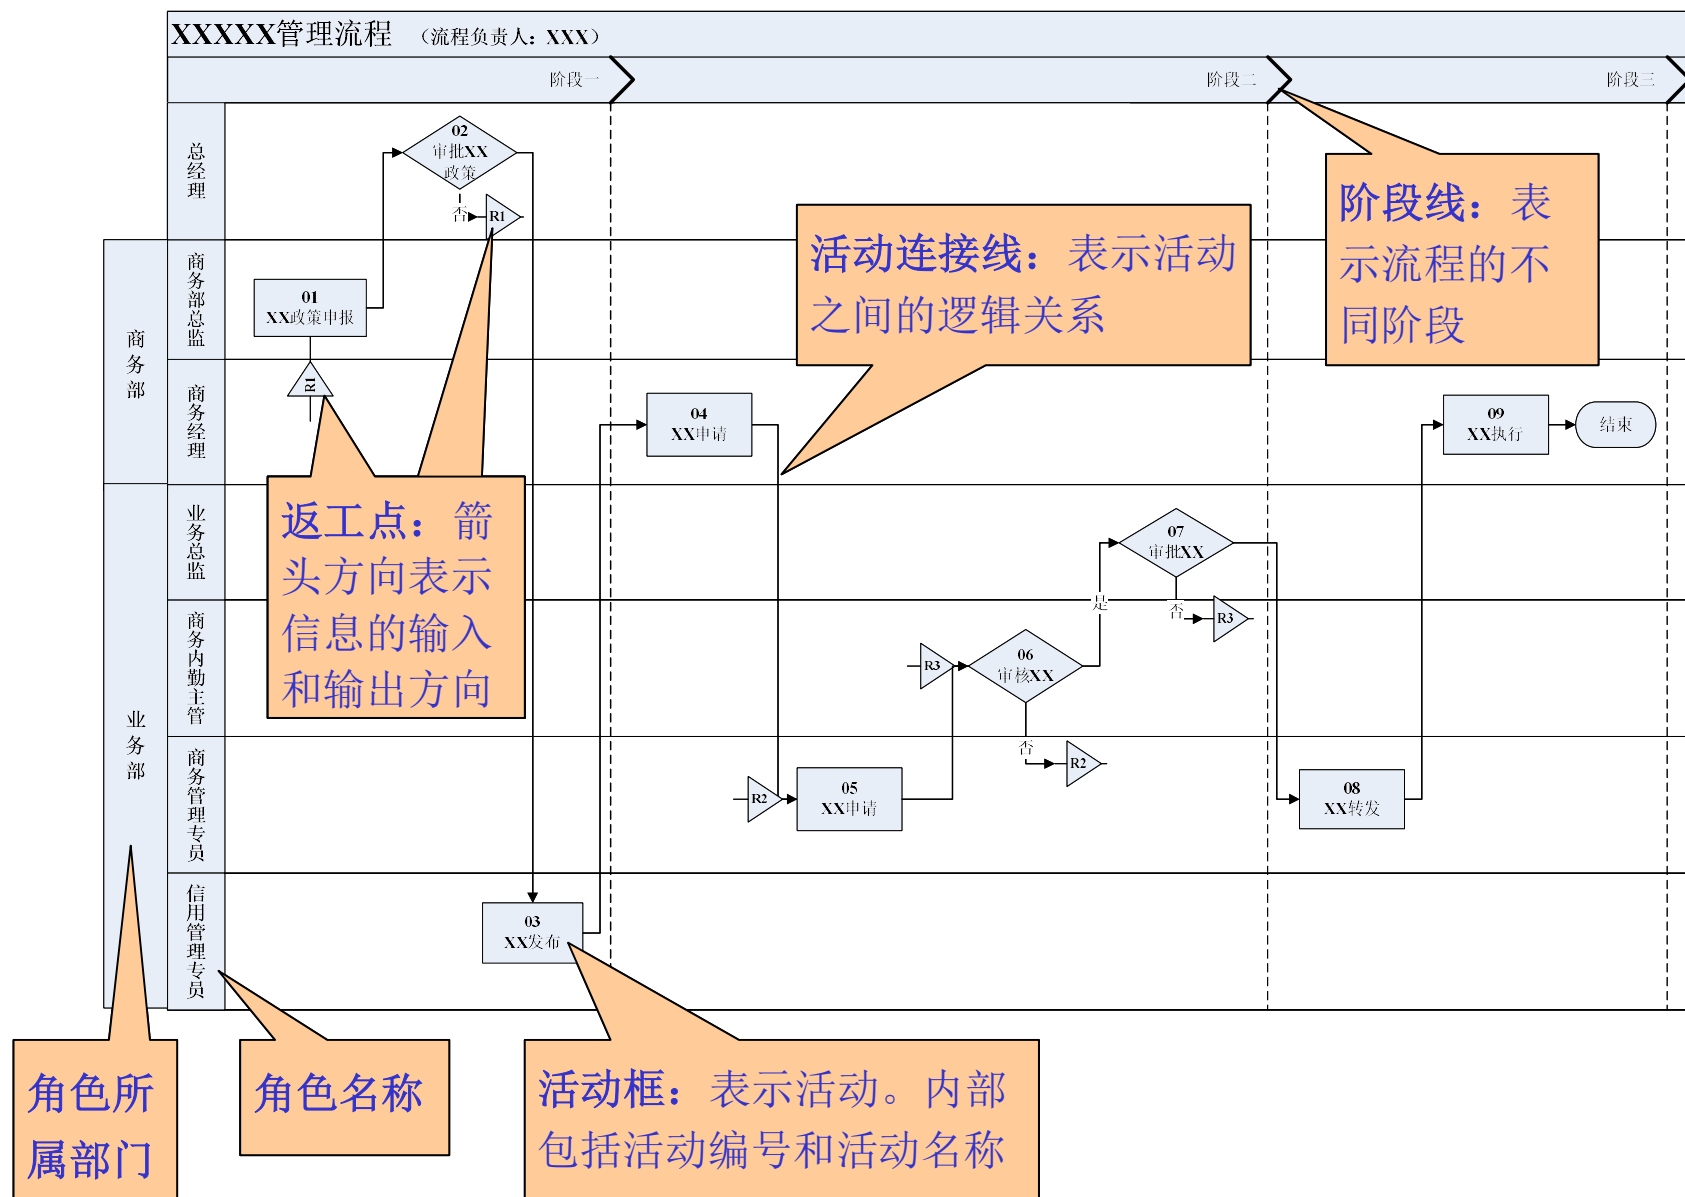 XXXXX管理流程 （流程负责人：XXX）
阶段一
阶段二
阶段三
总经理
商务部
商务部总监
商务经理
业务部
业务总监
商务内勤主管
商务管理专员
信用管理专员
02
审批XX
政策
否
R1
01
XX政策申报
R1
04
XX申请
09
XX执行
结束
07
审批XX
是
否
R3
R3
06
审核XX
否
R2
R2
05
XX申请
08
XX转发
03
XX发布
活动连接线：表示活动
之间的逻辑关系
阶段线：表
示流程的不
同阶段
返工点：箭
头方向表示
信息的输入
和输出方向
角色所
属部门
角色名称
活动框：表示活动。内部
包括活动编号和活动名称